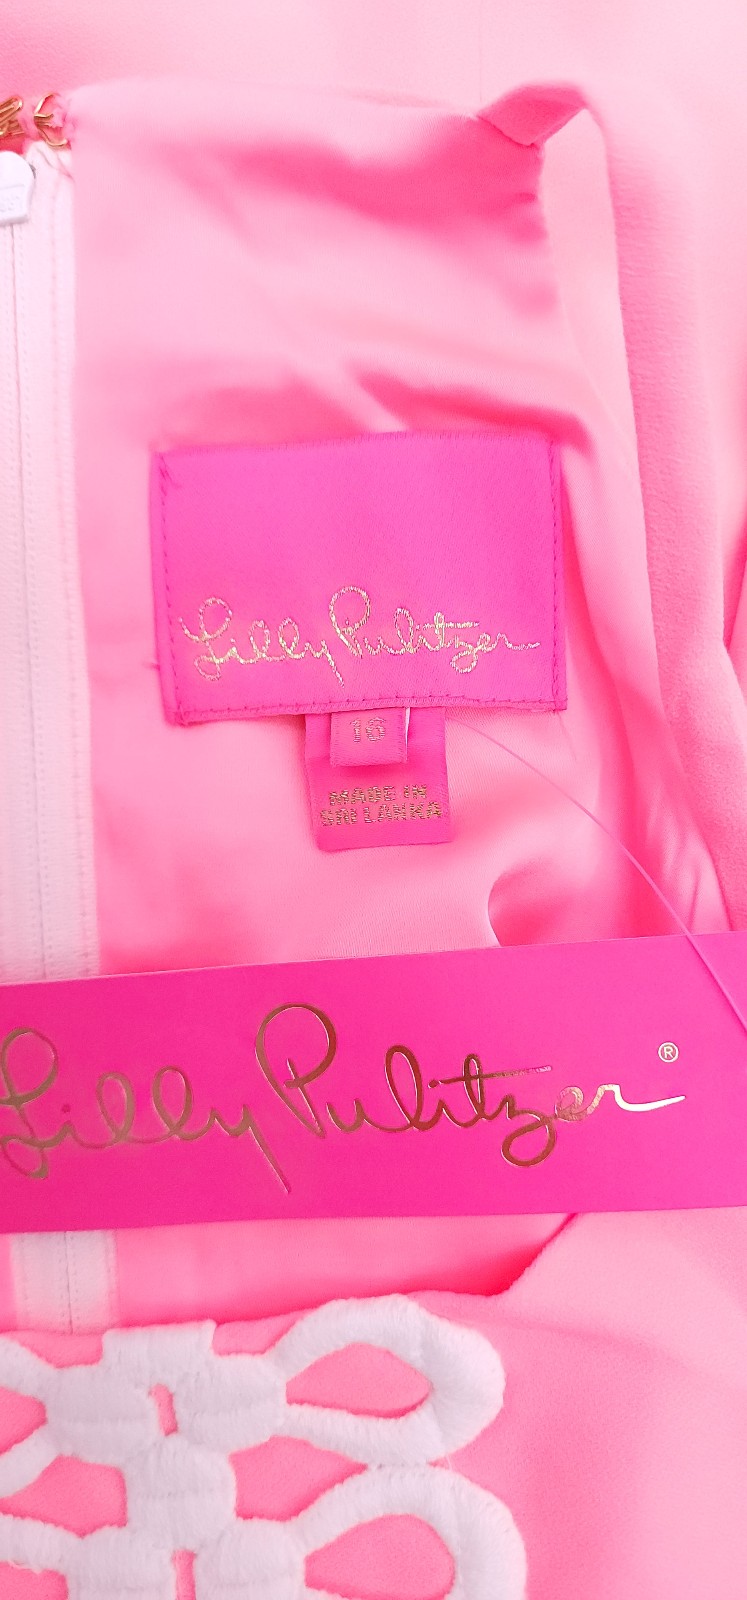 Lilly Pulitzer
16
MADE IN
SRI LANKA
Lilly Pulitzer®